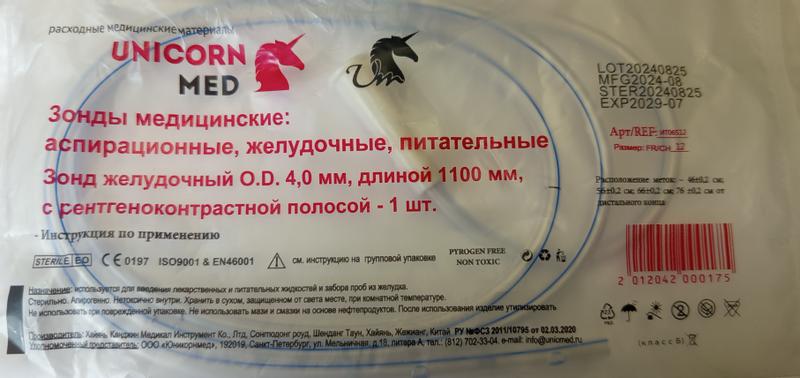 расходные медицинские материалы
UNICORN
MED
Um
LOT20240825
MFG2024-08
STER20240825
EXP2029-07
Зонды медицинские:
аспирационные, желудочные, питательные
Зонд желудочный O.D. 4,0 мм, длиной 1100 мм,
с рентгеноконтрастной полосой - 1 шт.
Арт/REF: ИТ06512
Размер: FR/CH 12
Расположение меток: - 46±0,2 см;
56±0,2 см; 66±0,2 см; 76 ±0,2 см от
дистального конца
- Инструкция по применению
STERILE EO CE 0197 ISO9001 & EN46001 см. инструкцию на групповой упаковке
PYROGEN FREE
NON TOXIC
2 012042 000175
Назначение: используется для введения лекарственных и питательных жидкостей и забора проб из желудка.
Стерильно. Апирогенно. Нетоксично внутри. Хранить в сухом, защищенном от света месте, при комнатной температуре.
Не использовать при поврежденной упаковке. Не использовать мази и смазки на основе нефтепродуктов. После использования изделие утилизировать
Производитель: Хайянь Канджин Медикал Инструмент Ко., Лтд, Сонгпюдонг роуд, Шенданг Таун, Хайянь, Жежианг, Китай. РУ №ФСЗ 2011/10795 от 02.03.2020
Уполномоченный представитель: ООО «Юникорнмед», 192019, Санкт-Петербург, ул. Мельничная, д.18, литера А, тел.: (812) 702-33-04. e-mail: info@unicmed.ru
(класс Б)